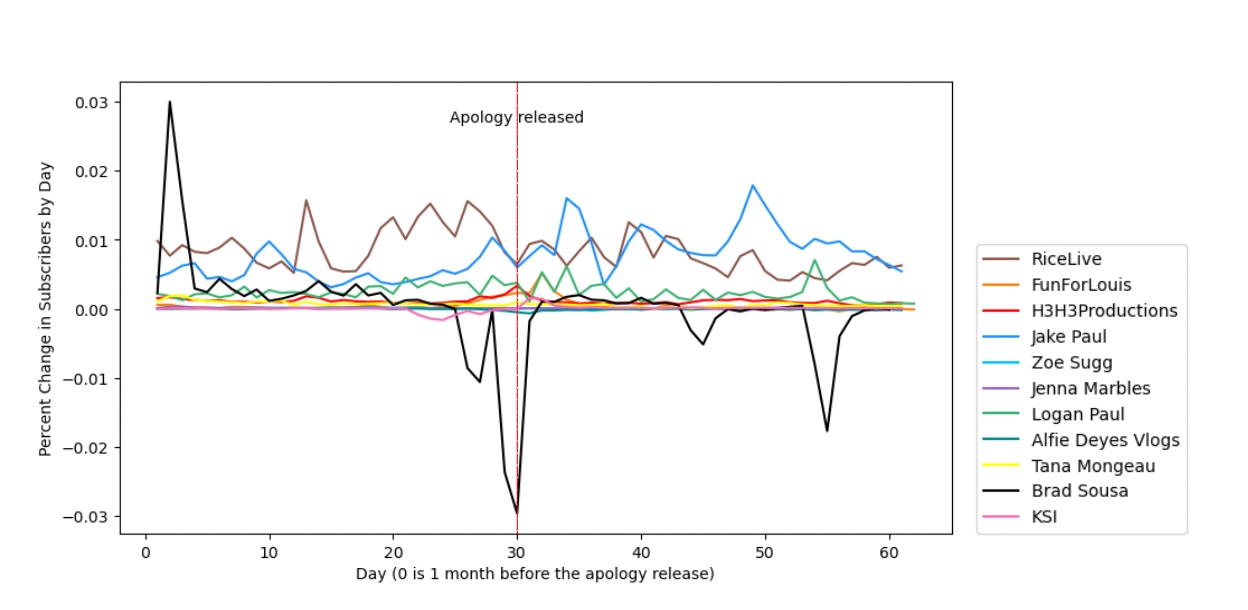 Percent Change in Subscribers by Day
0.03
0.02
0.01
0.00
−0.01
−0.02
−0.03
Apology released
0 10 20 30 40 50 60
Day (0 is 1 month before the apology release)
RiceLive
FunForLouis
H3H3Productions
Jake Paul
Zoe Sugg
Jenna Marbles
Logan Paul
Alfie Deyes Vlogs
Tana Mongeau
Brad Sousa
KSI